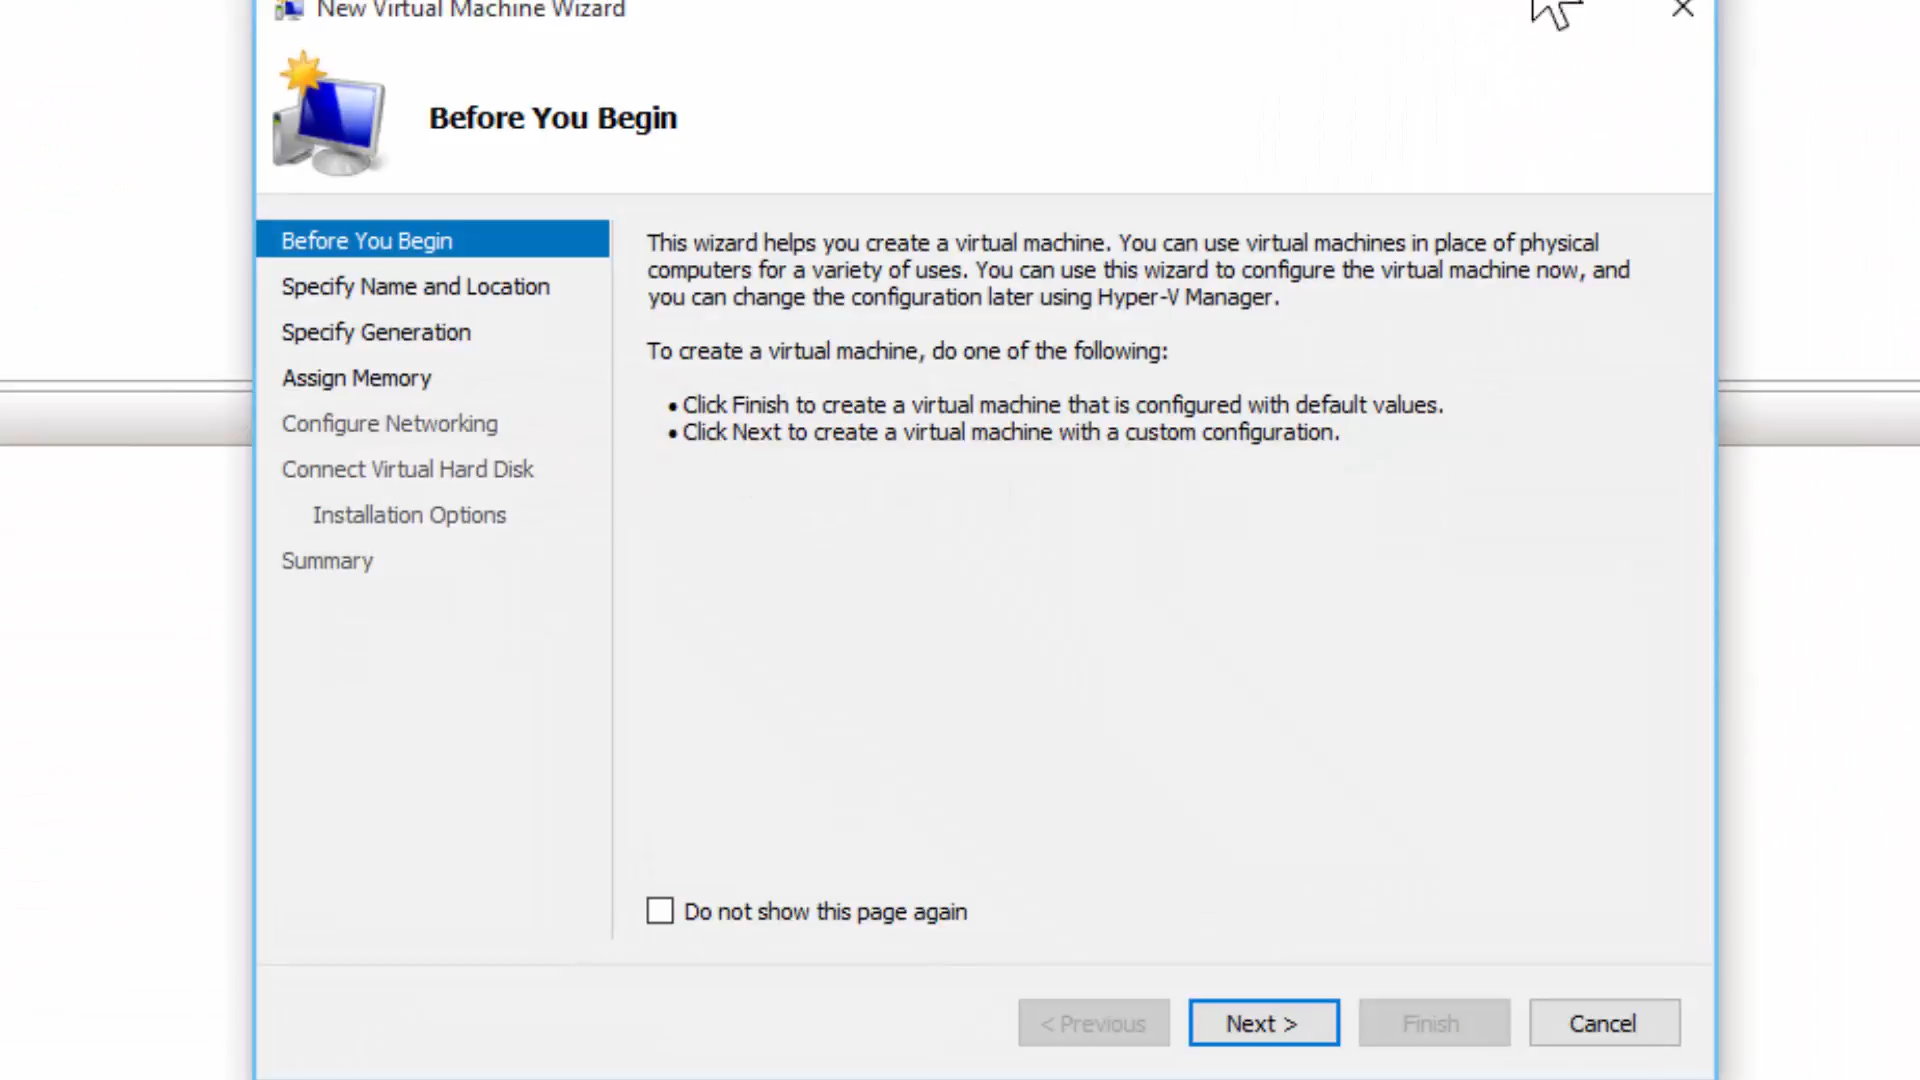 New Virtual Machine Wizard
Before You Begin
Before You Begin
Specify Name and Location
Specify Generation
Assign Memory
Configure Networking
Connect Virtual Hard Disk
Installation Options
Summary
This wizard helps you create a virtual machine. You can use virtual machines in place of physical
computers for a variety of uses. You can use this wizard to configure the virtual machine now, and
you can change the configuration later using Hyper-V Manager.
To create a virtual machine, do one of the following:
• Click Finish to create a virtual machine that is configured with default values.
• Click Next to create a virtual machine with a custom configuration.
Do not show this page again
< Previous
Next >
Finish
Cancel